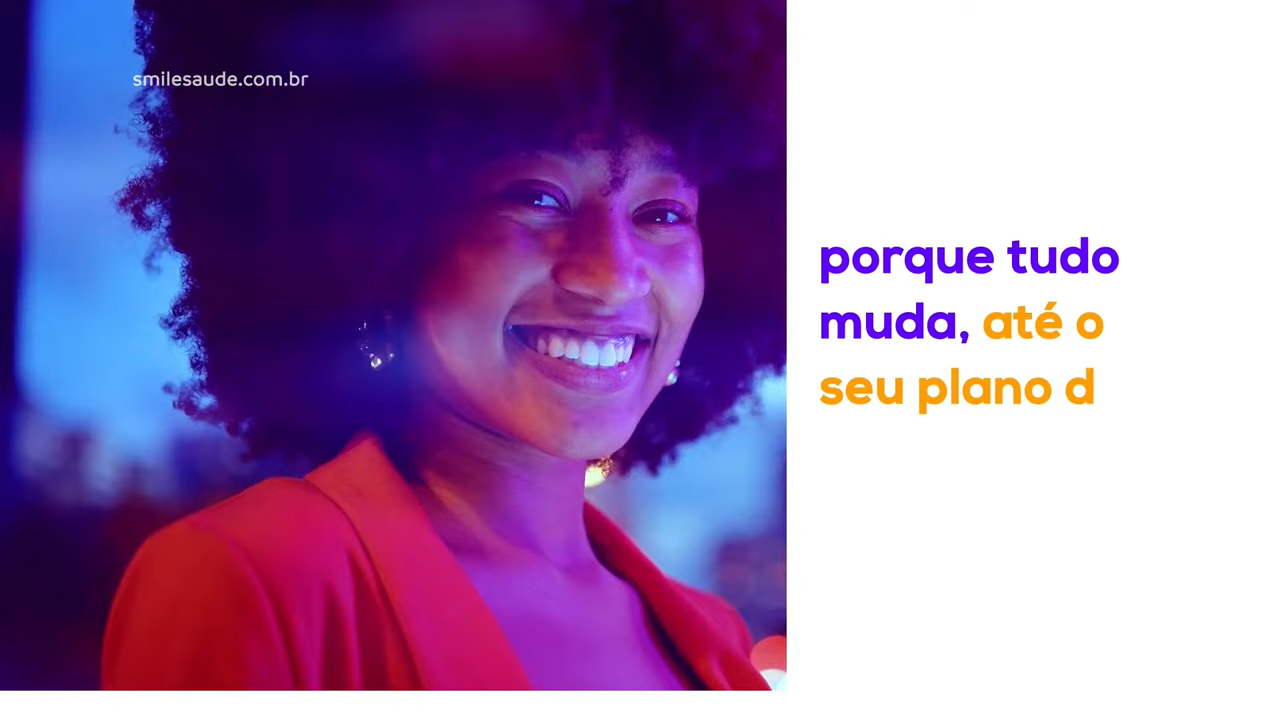 smilesaude.com.br
porque tudo
muda, até o
seu plano d